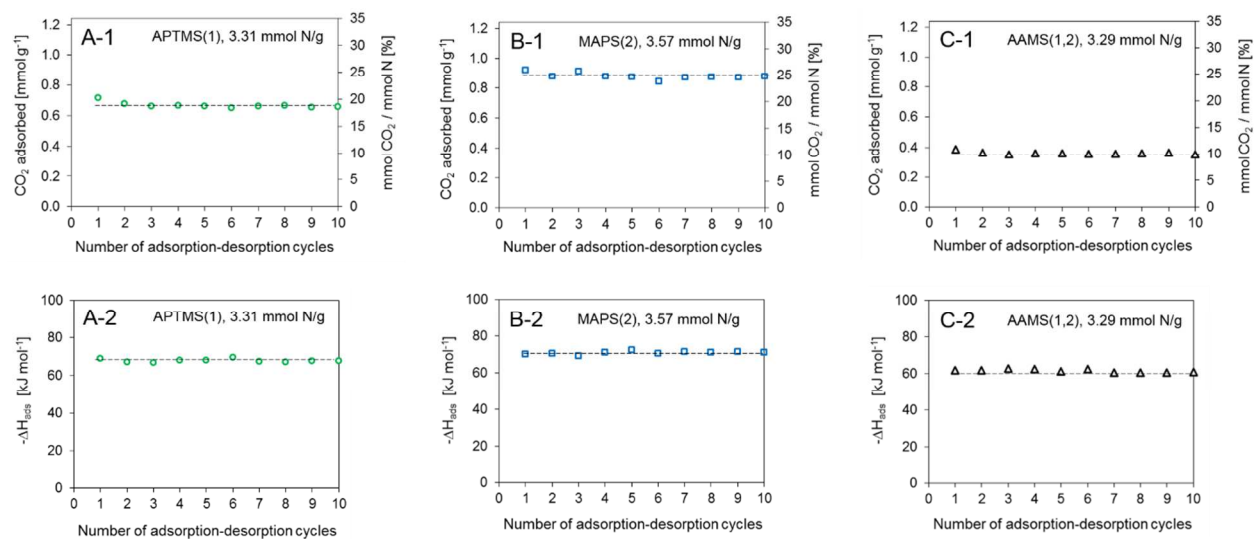 A-1
APTMS(1), 3.31 mmol N/g
CO₂ adsorbed [mmol g⁻¹]
1.2
1.0
0.8
0.6
0.4
0.2
0.0
35
30
25
20
15
10
5
0
mmol CO₂ / mmol N [%]
0 1 2 3 4 5 6 7 8 9 10
Number of adsorption-desorption cycles
B-1
MAPS(2), 3.57 mmol N/g
CO₂ adsorbed [mmol g⁻¹]
1.2
1.0
0.8
0.6
0.4
0.2
0.0
35
30
25
20
15
10
5
0
mmol CO₂ / mmol N [%]
0 1 2 3 4 5 6 7 8 9 10
Number of adsorption-desorption cycles
C-1
AAMS(1,2), 3.29 mmol N/g
CO₂ adsorbed [mmol g⁻¹]
1.2
1.0
0.8
0.6
0.4
0.2
0.0
35
30
25
20
15
10
5
0
mmol CO₂ / mmol N [%]
0 1 2 3 4 5 6 7 8 9 10
Number of adsorption-desorption cycles
A-2
APTMS(1), 3.31 mmol N/g
-ΔHads [kJ mol⁻¹]
100
80
60
40
20
0
0 1 2 3 4 5 6 7 8 9 10
Number of adsorption-desorption cycles
B-2
MAPS(2), 3.57 mmol N/g
-ΔHads [kJ mol⁻¹]
100
80
60
40
20
0
0 1 2 3 4 5 6 7 8 9 10
Number of adsorption-desorption cycles
C-2
AAMS(1,2), 3.29 mmol N/g
-ΔHads [kJ mol⁻¹]
100
80
60
40
20
0
0 1 2 3 4 5 6 7 8 9 10
Number of adsorption-desorption cycles